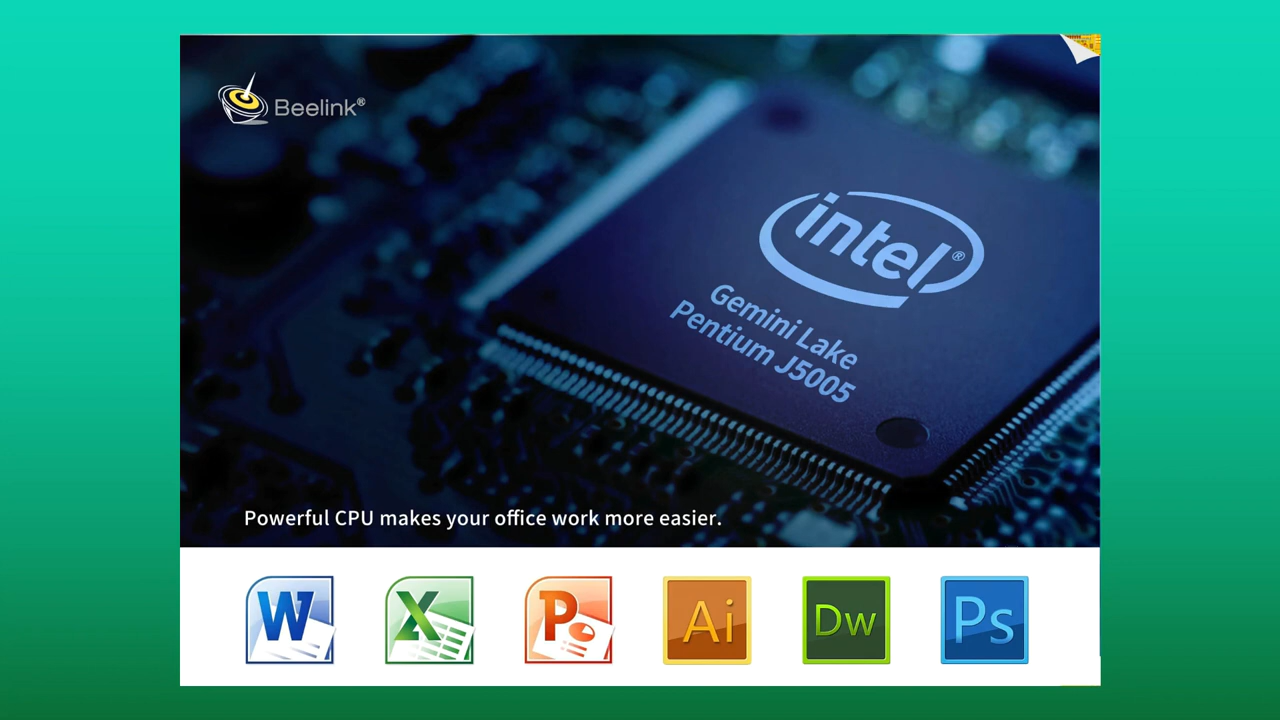 Beelink®
intel®
Gemini Lake
Pentium J5005
Powerful CPU makes your office work more easier.
W X P Ai Dw Ps